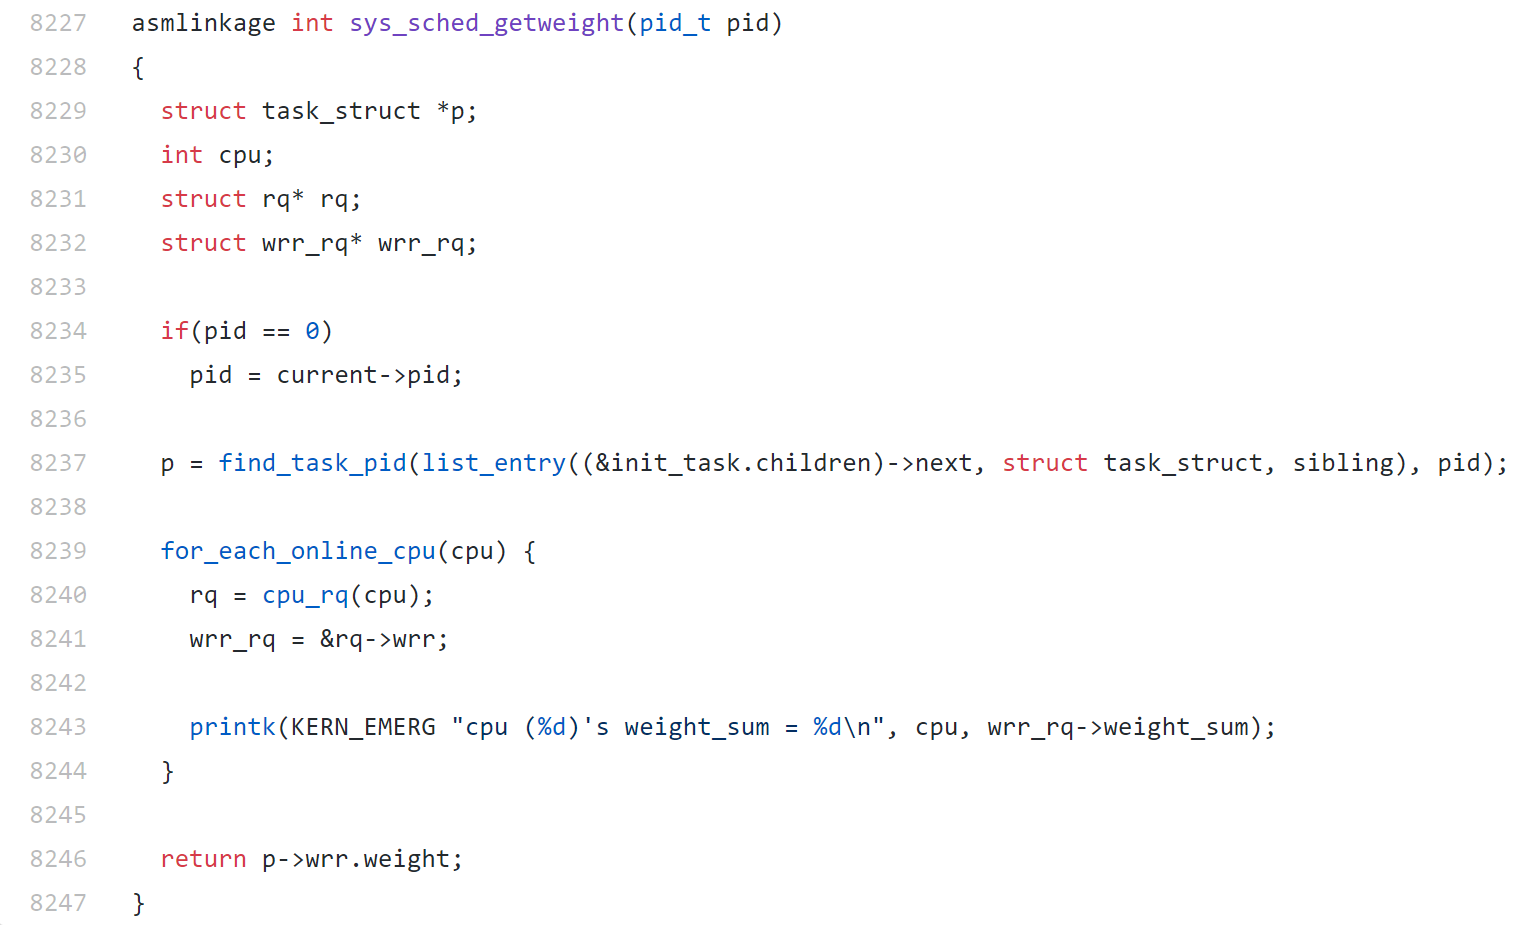 8227 asmlinkage int sys_sched_getweight(pid_t pid)
8228 {
8229   struct task_struct *p;
8230   int cpu;
8231   struct rq* rq;
8232   struct wrr_rq* wrr_rq;
8233
8234   if(pid == 0)
8235     pid = current->pid;
8236
8237   p = find_task_pid(list_entry((&init_task.children)->next, struct task_struct, sibling), pid);
8238
8239   for_each_online_cpu(cpu) {
8240     rq = cpu_rq(cpu);
8241     wrr_rq = &rq->wrr;
8242
8243     printk(KERN_EMERG "cpu (%d)'s weight_sum = %d\n", cpu, wrr_rq->weight_sum);
8244   }
8245
8246   return p->wrr.weight;
8247 }